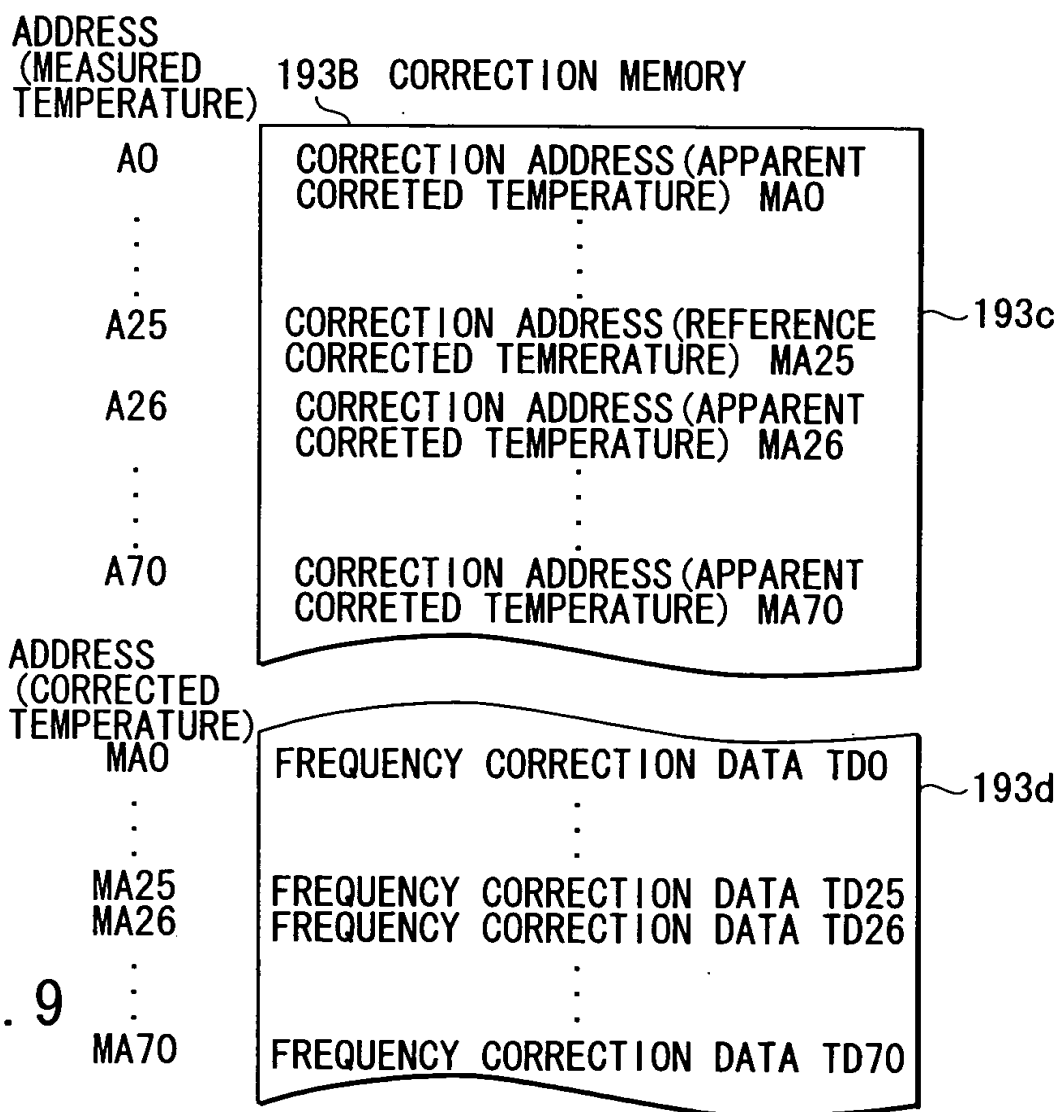 ADDRESS
(MEASURED
TEMPERATURE)
193B CORRECTION MEMORY
A0
CORRECTION ADDRESS(APPARENT
CORRETED TEMPERATURE) MA0
A25
CORRECTION ADDRESS(REFERENCE
CORRECTED TEMRERATURE) MA25
193c
A26
CORRECTION ADDRESS(APPARENT
CORRETED TEMPERATURE) MA26
A70
CORRECTION ADDRESS(APPARENT
CORRETED TEMPERATURE) MA70
ADDRESS
(CORRECTED
TEMPERATURE)
MA0 FREQUENCY CORRECTION DATA TD0
193d
MA25 FREQUENCY CORRECTION DATA TD25
MA26 FREQUENCY CORRECTION DATA TD26
. 9
MA70 FREQUENCY CORRECTION DATA TD70